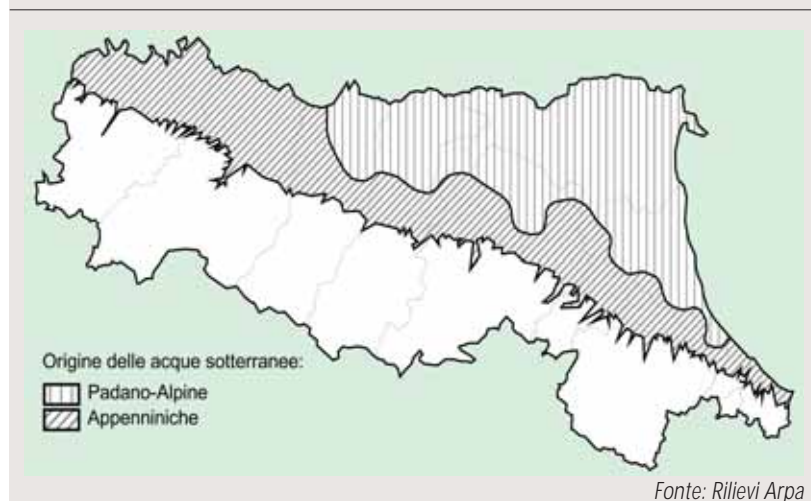 Origine delle acque sotterranee:
Padano-Alpine
Appenniniche
Fonte: Rilievi Arpa